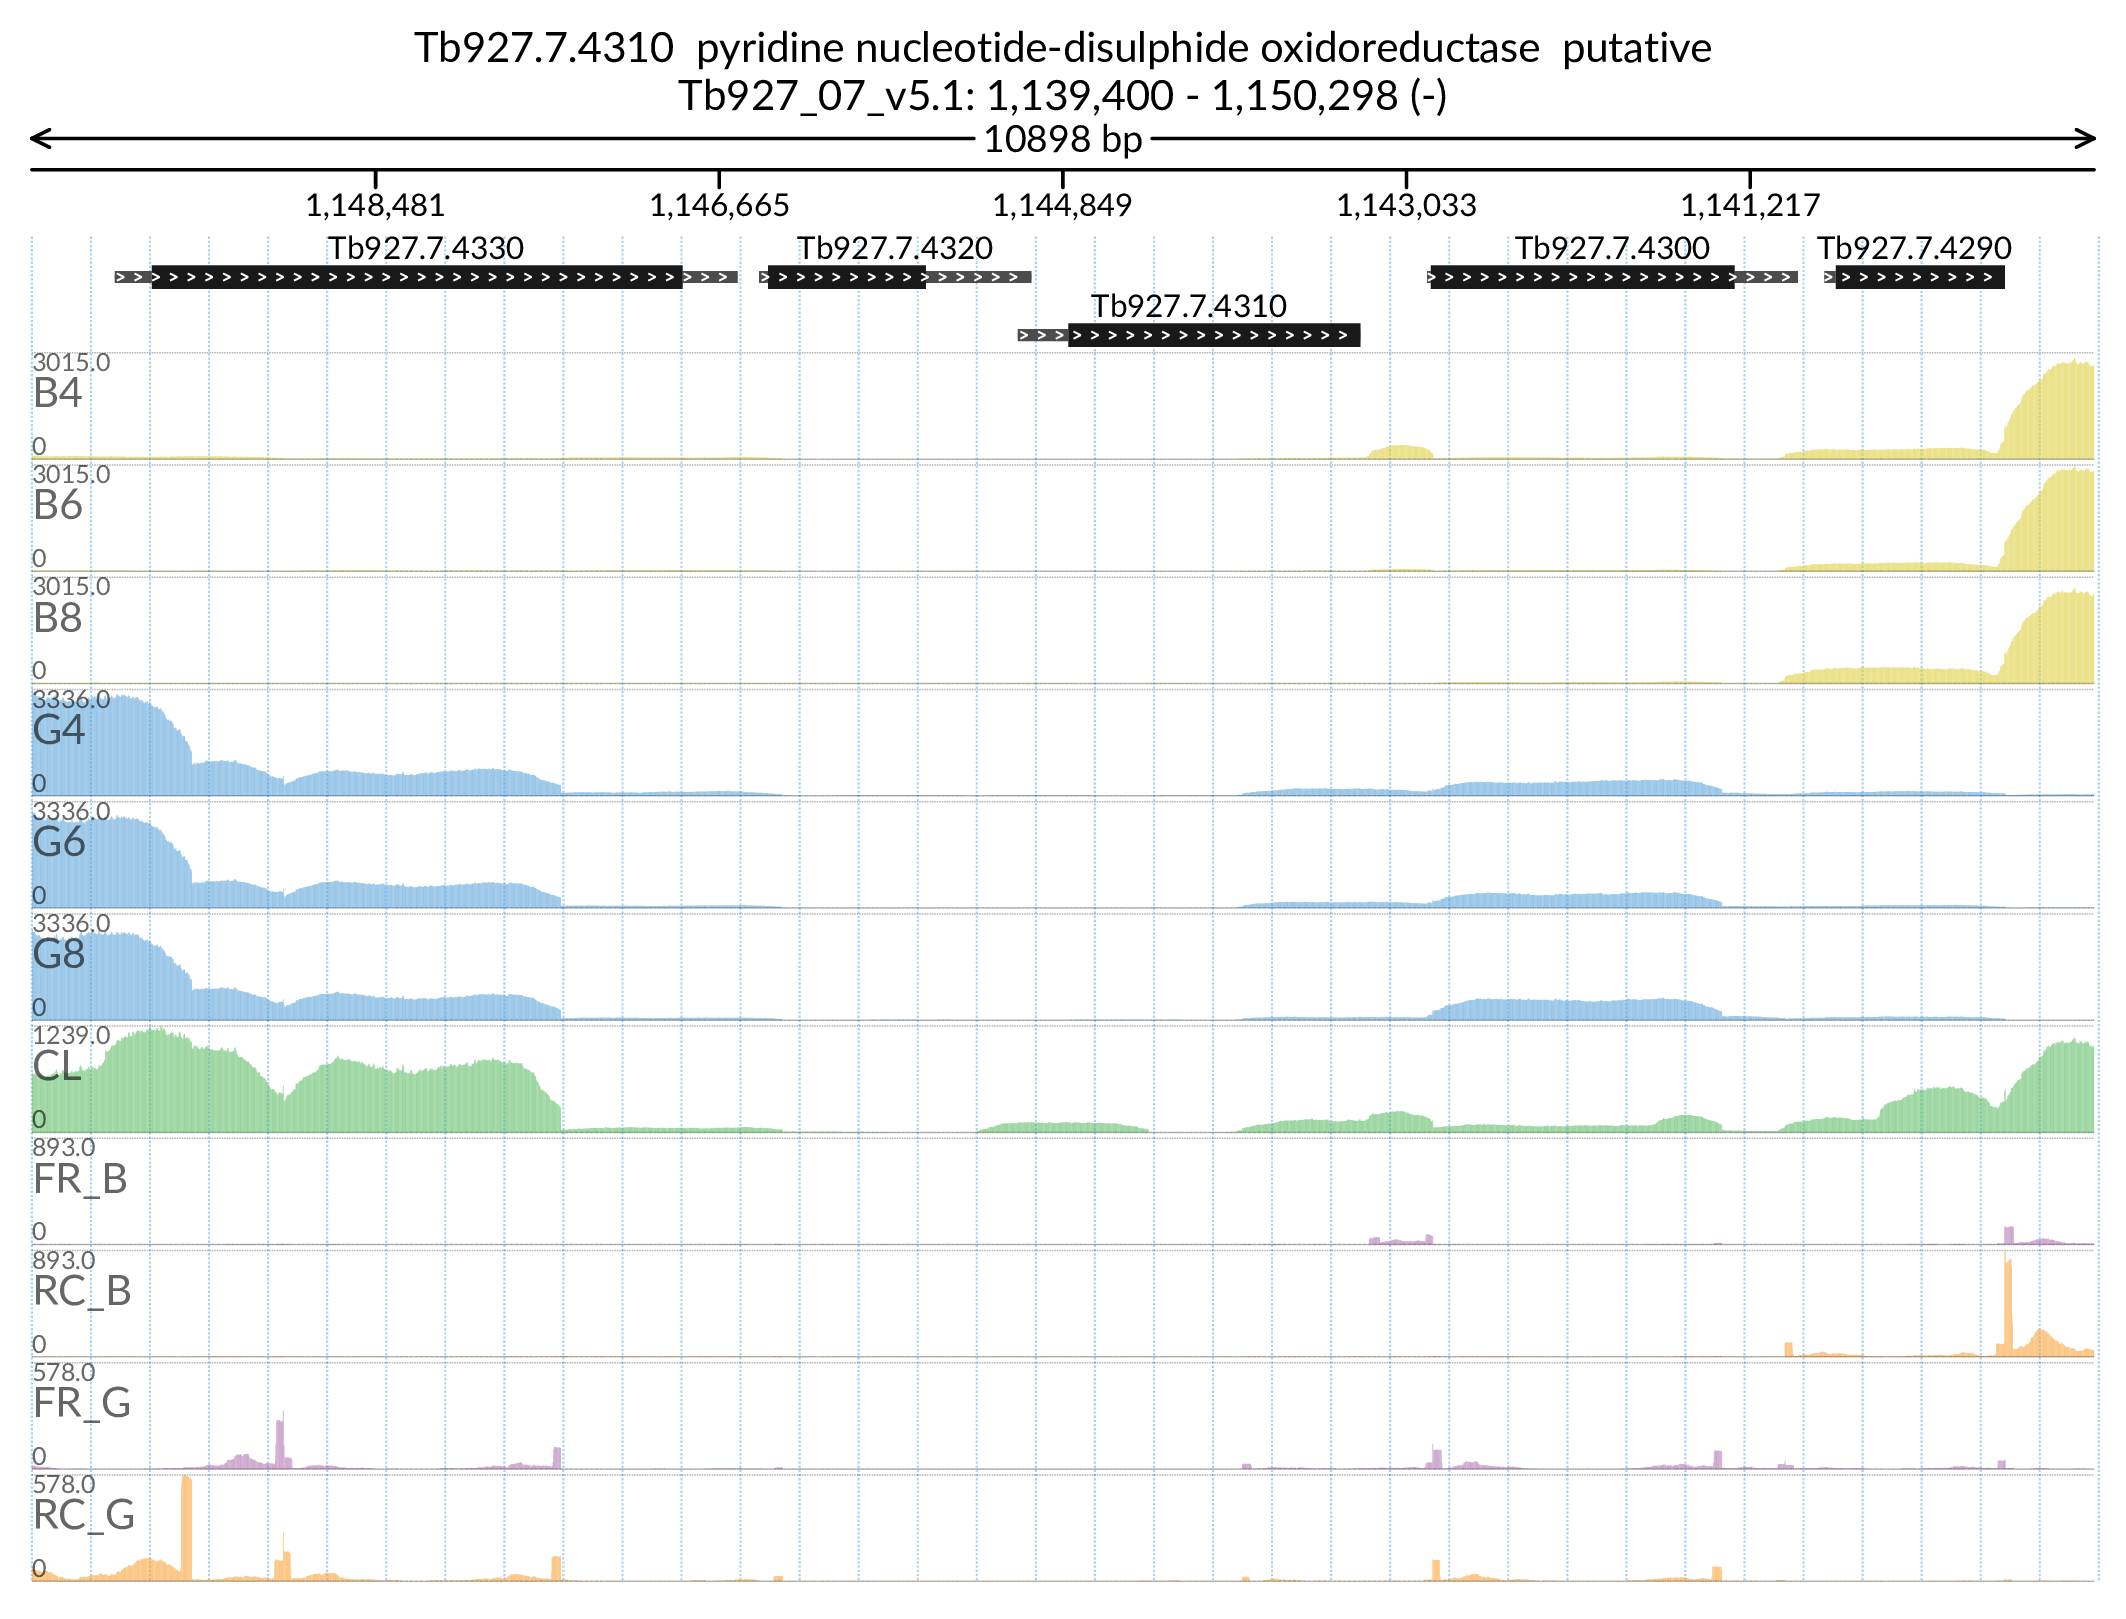 Tb927.7.4310  pyridine nucleotide-disulphide oxidoreductase  putative
Tb927_07_v5.1: 1,139,400 - 1,150,298 (-)
10898 bp
1,148,481 1,146,665 1,144,849 1,143,033 1,141,217
Tb927.7.4330 Tb927.7.4320 Tb927.7.4300 Tb927.7.4290
Tb927.7.4310
3015.0
B4
0
3015.0
B6
0
3015.0
B8
0
3336.0
G4
0
3336.0
G6
0
3336.0
G8
0
1239.0
CL
0
893.0
FR_B
0
893.0
RC_B
0
578.0
FR_G
0
578.0
RC_G
0